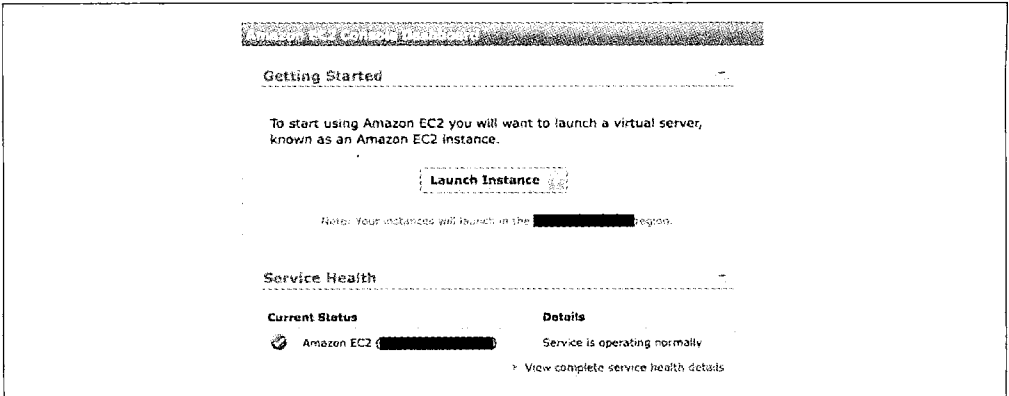 Amazon EC2 Console Dashboard
Getting Started
To start using Amazon EC2 you will want to launch a virtual server,
known as an Amazon EC2 instance.
Launch Instance
Note: Your instances will launch in the region.
Service Health
Current Status Details
Amazon EC2 ( ) Service is operating normally
View complete service health details